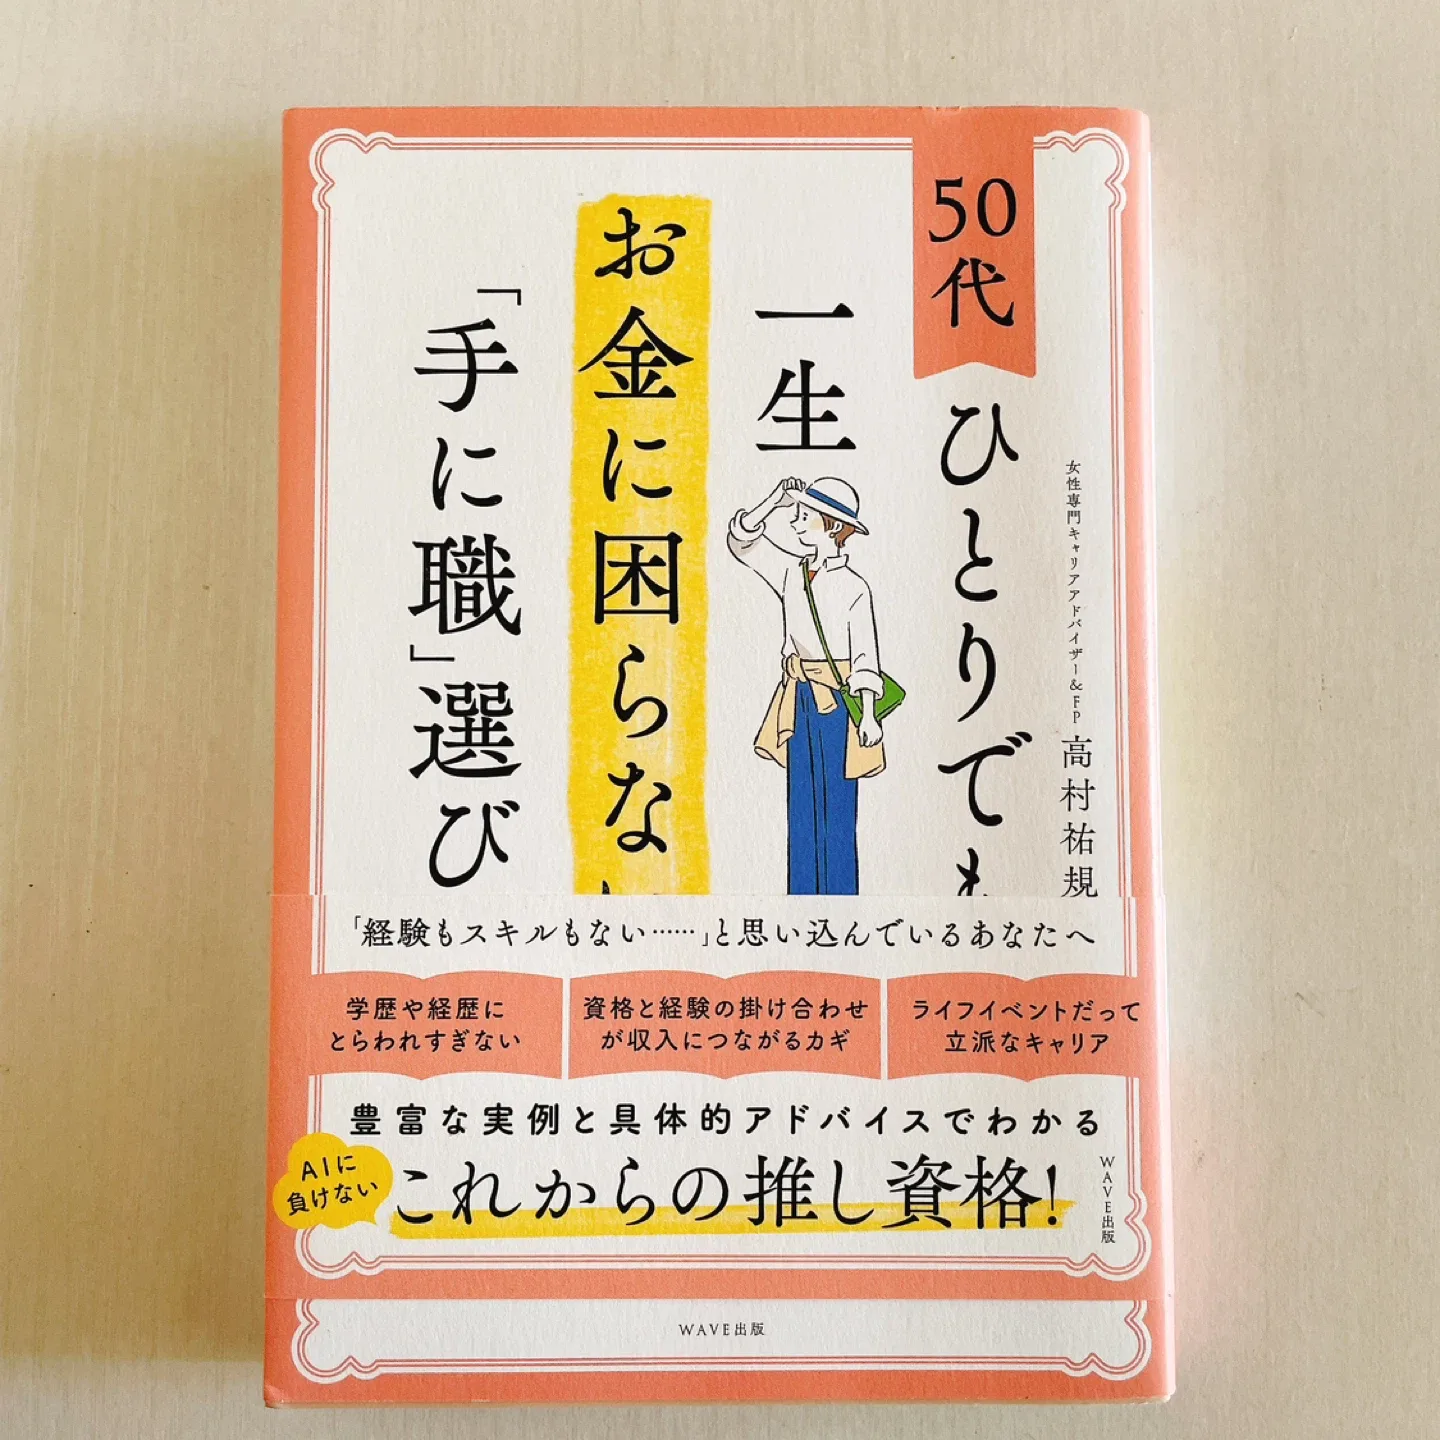 50代
ひとりでも
一生
お金に困らない
「手に職」選び
女性専門キャリアアドバイザー&FP 高村祐規
「経験もスキルもない……」と思い込んでいるあなたへ
学歴や経歴に
とらわれすぎない
資格と経験の掛け合わせ
が収入につながるカギ
ライフイベントだって
立派なキャリア
豊富な実例と具体的アドバイスでわかる
AIに
負けない
これからの推し資格!
WAVE出版
WAVE出版